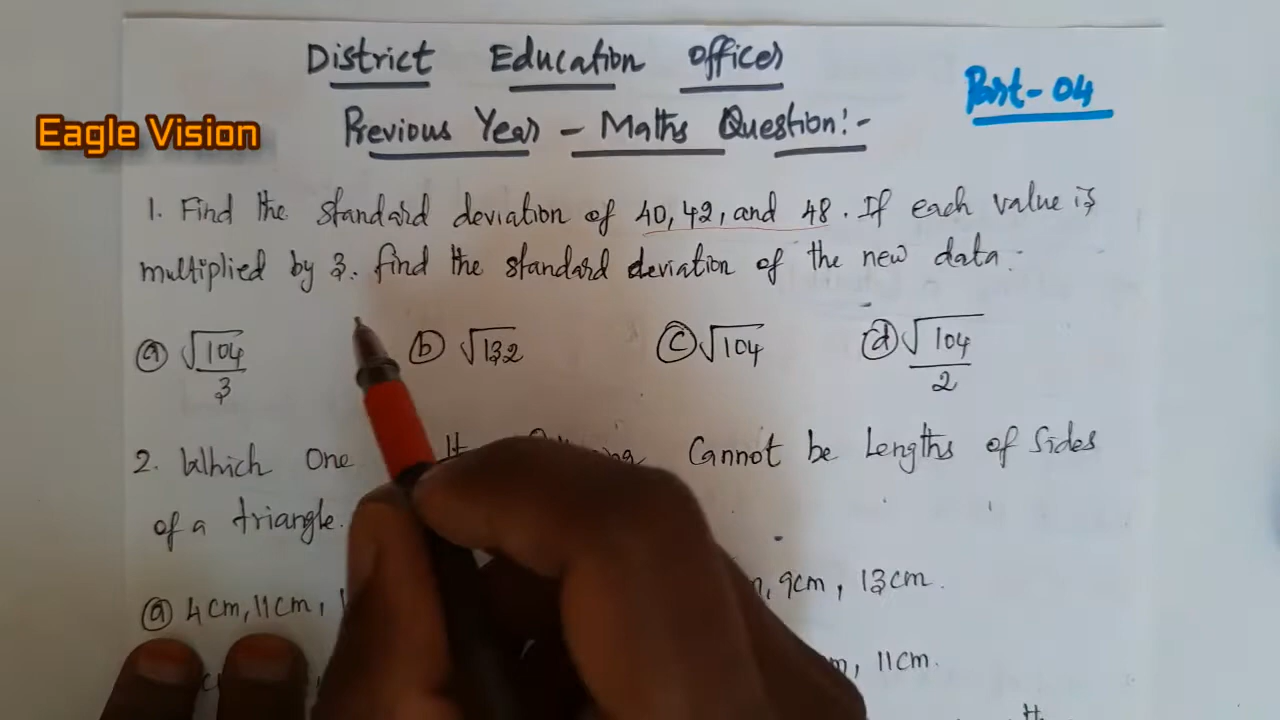 District Education Officer
Part-04
Eagle Vision
Previous Year - Maths Question:-
1. Find the standard deviation of 40, 42, and 48. If each value is
multiplied by 3. find the standard deviation of the new data.
ⓐ √104/3 ⓑ √132 ⓒ √104 ⓓ √104/2
2. Which One Cannot be Lengths of Sides
of a triangle.
ⓐ 4cm, 11cm, 9cm, 13cm.
11cm.